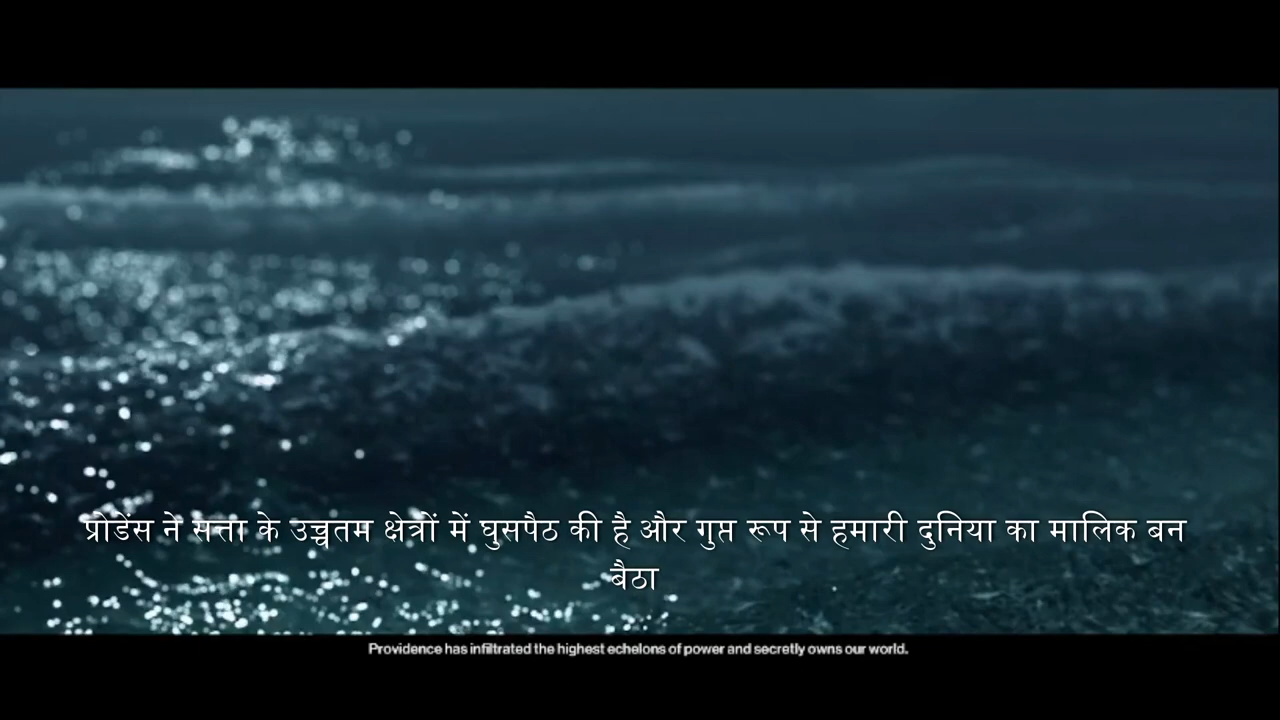 प्रोडेंस ने सत्ता के उच्चतम क्षेत्रों में घुसपैठ की है और गुप्त रूप से हमारी दुनिया का मालिक बन
बैठा
Providence has infiltrated the highest echelons of power and secretly owns our world.